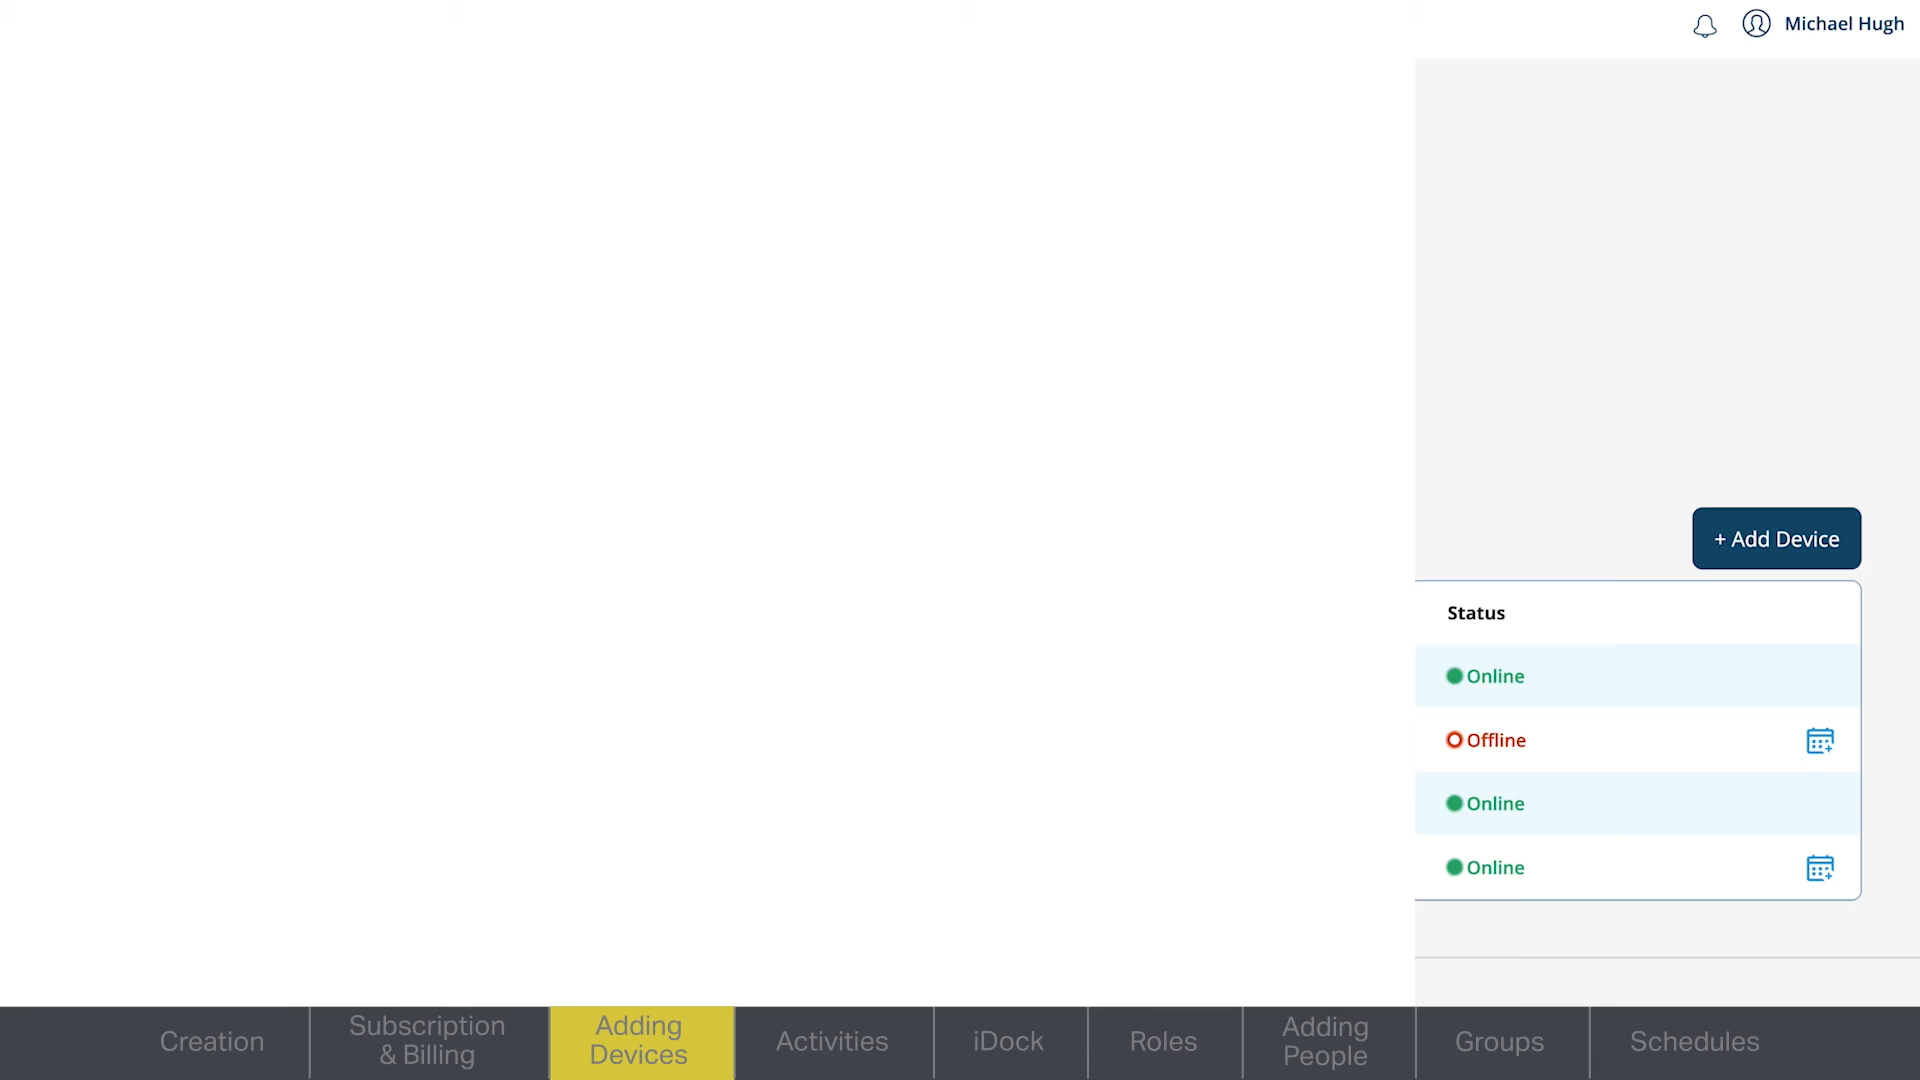 Michael Hugh
+ Add Device
Status
Online
Offline
Online
Online
Creation
Subscription
& Billing
Adding
Devices
Activities
iDock
Roles
Adding
People
Groups
Schedules